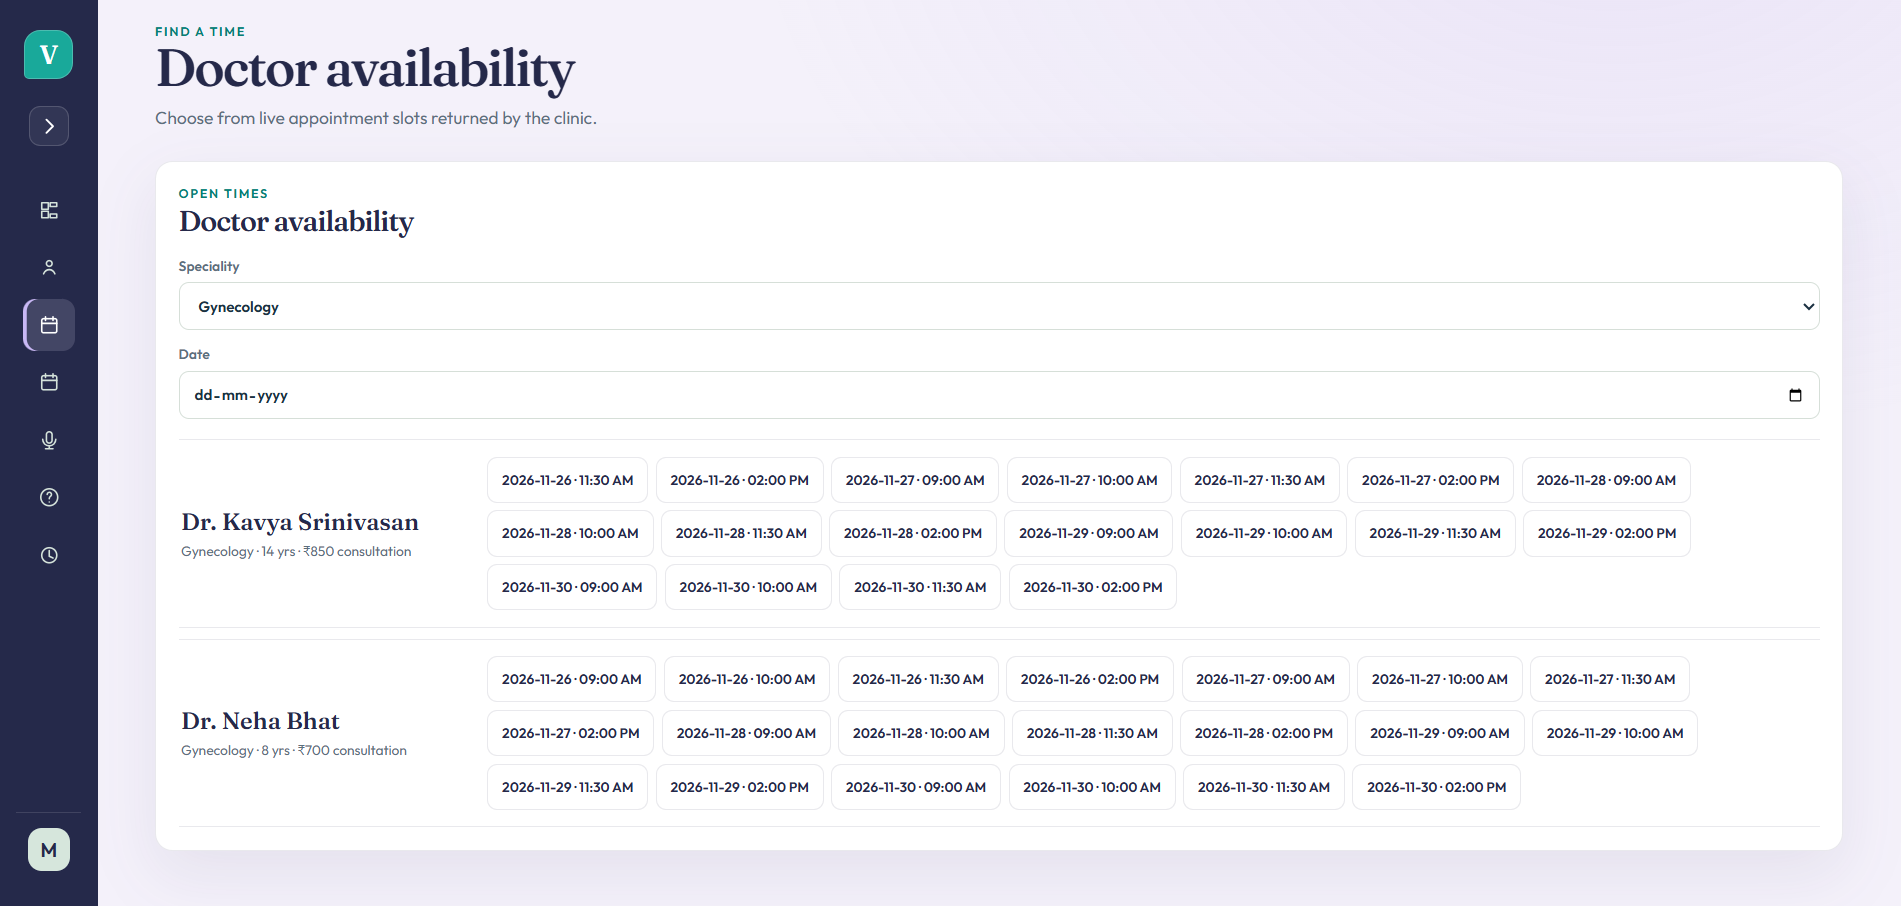 V
FIND A TIME
Doctor availability
Choose from live appointment slots returned by the clinic.
OPEN TIMES
Doctor availability
Speciality
Gynecology
Date
dd-mm-yyyy
Dr. Kavya Srinivasan
Gynecology · 14 yrs · ₹850 consultation
2026-11-26 · 11:30 AM 2026-11-26 · 02:00 PM 2026-11-27 · 09:00 AM 2026-11-27 · 10:00 AM 2026-11-27 · 11:30 AM 2026-11-27 · 02:00 PM 2026-11-28 · 09:00 AM
2026-11-28 · 10:00 AM 2026-11-28 · 11:30 AM 2026-11-28 · 02:00 PM 2026-11-29 · 09:00 AM 2026-11-29 · 10:00 AM 2026-11-29 · 11:30 AM 2026-11-29 · 02:00 PM
2026-11-30 · 09:00 AM 2026-11-30 · 10:00 AM 2026-11-30 · 11:30 AM 2026-11-30 · 02:00 PM
Dr. Neha Bhat
Gynecology · 8 yrs · ₹700 consultation
2026-11-26 · 09:00 AM 2026-11-26 · 10:00 AM 2026-11-26 · 11:30 AM 2026-11-26 · 02:00 PM 2026-11-27 · 09:00 AM 2026-11-27 · 10:00 AM 2026-11-27 · 11:30 AM
2026-11-27 · 02:00 PM 2026-11-28 · 09:00 AM 2026-11-28 · 10:00 AM 2026-11-28 · 11:30 AM 2026-11-28 · 02:00 PM 2026-11-29 · 09:00 AM 2026-11-29 · 10:00 AM
2026-11-29 · 11:30 AM 2026-11-29 · 02:00 PM 2026-11-30 · 09:00 AM 2026-11-30 · 10:00 AM 2026-11-30 · 11:30 AM 2026-11-30 · 02:00 PM
M